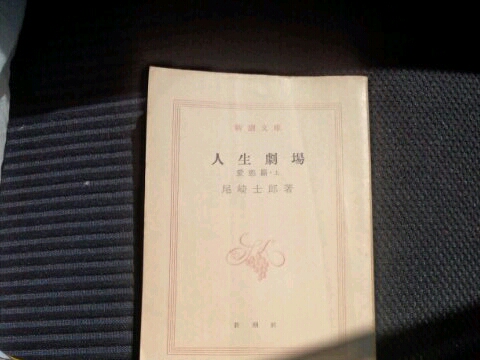 新潮文庫
人生劇場
愛慾篇・上
尾崎士郎著
新潮社